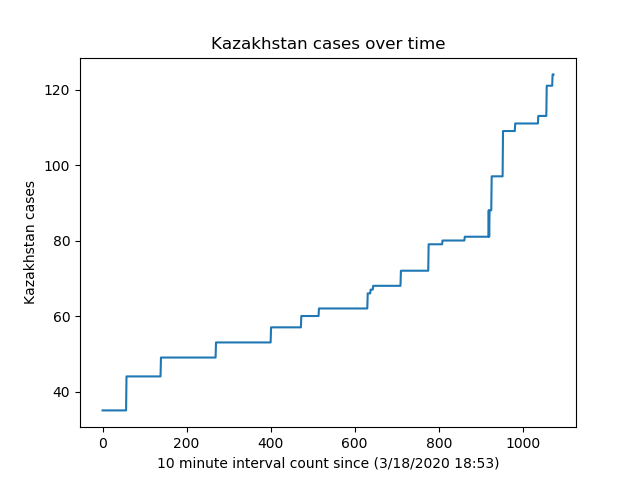 Kazakhstan cases over time
120
100
80
60
40
Kazakhstan cases
0 200 400 600 800 1000
10 minute interval count since (3/18/2020 18:53)